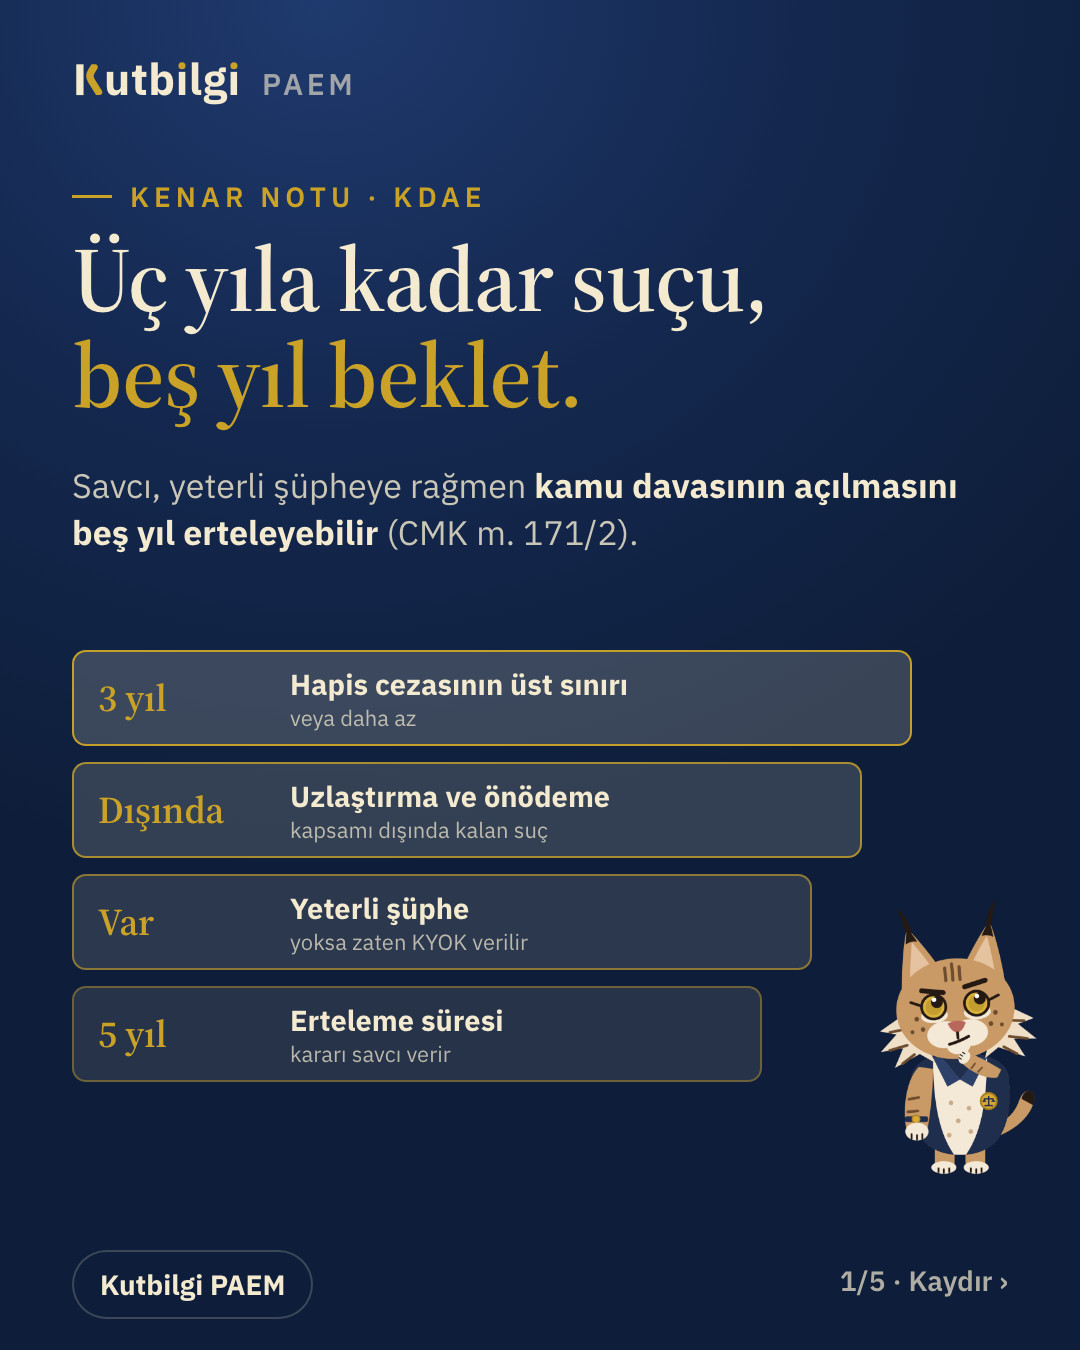 Kutbilgi PAEM
KENAR NOTU · KDAE
Üç yıla kadar suçu,
beş yıl beklet.
Savcı, yeterli şüpheye rağmen kamu davasının açılmasını
beş yıl erteleyebilir (CMK m. 171/2).
3 yıl
Hapis cezasının üst sınırı
veya daha az
Dışında
Uzlaştırma ve önödeme
kapsamı dışında kalan suç
Var
Yeterli şüphe
yoksa zaten KYOK verilir
5 yıl
Erteleme süresi
kararı savcı verir
Kutbilgi PAEM
1/5 · Kaydır ›